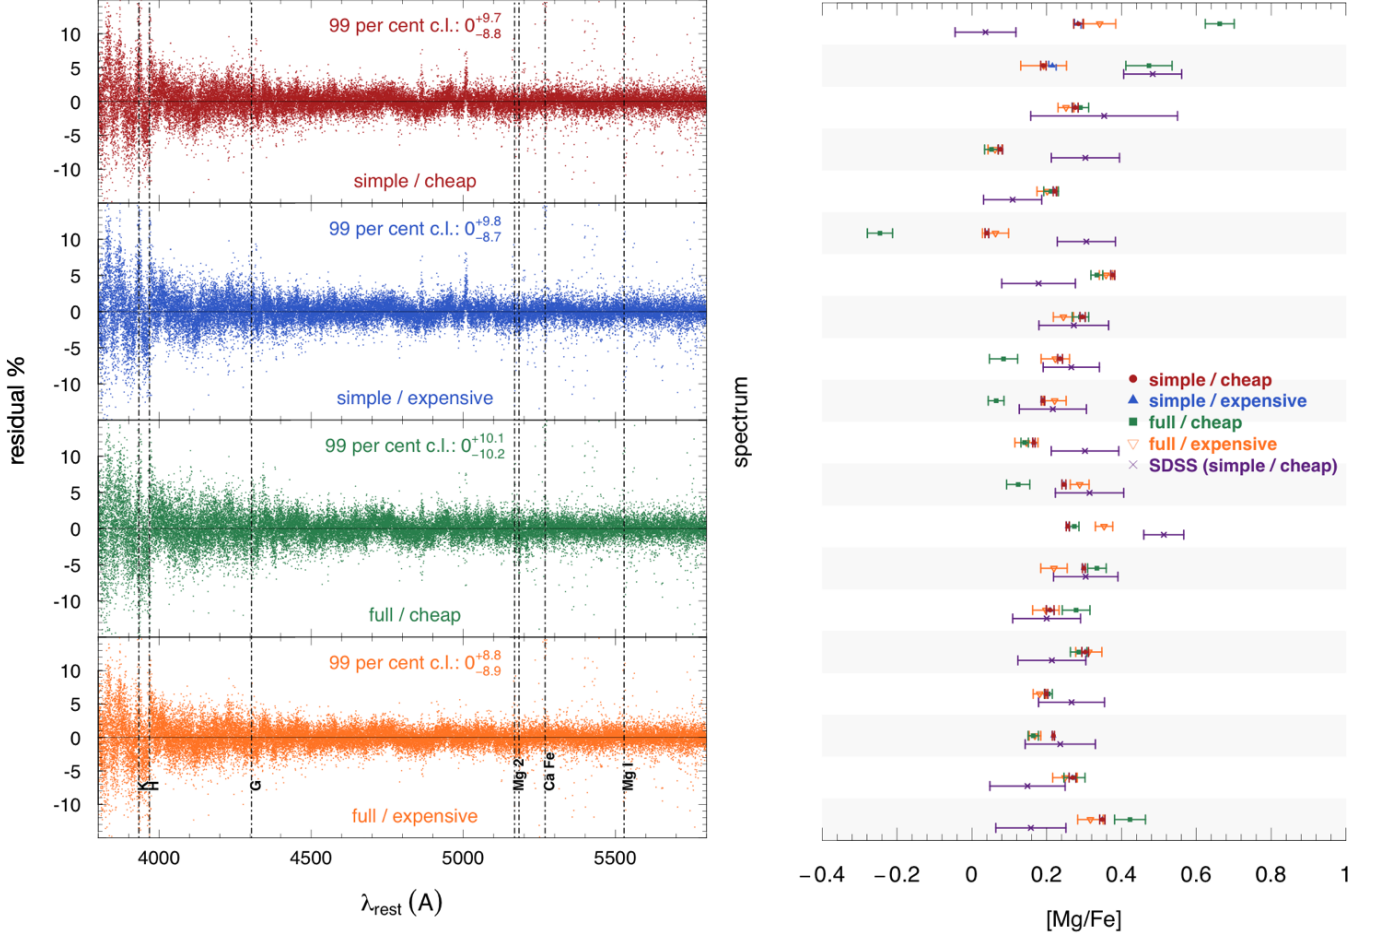 99 per cent c.l.: 0 +9.7 −8.8
simple / cheap
99 per cent c.l.: 0 +9.8 −8.7
simple / expensive
99 per cent c.l.: 0 +10.1 −10.2
full / cheap
99 per cent c.l.: 0 +8.8 −8.9
full / expensive
10
5
0
-5
-10
10
5
0
-5
-10
10
5
0
-5
-10
10
5
0
-5
-10
residual %
K
H
G
Mg 2
Ca Fe
Mg I
4000 4500 5000 5500
λrest (A)
spectrum
simple / cheap
simple / expensive
full / cheap
full / expensive
SDSS (simple / cheap)
−0.4 −0.2 0 0.2 0.4 0.6 0.8 1
[Mg/Fe]